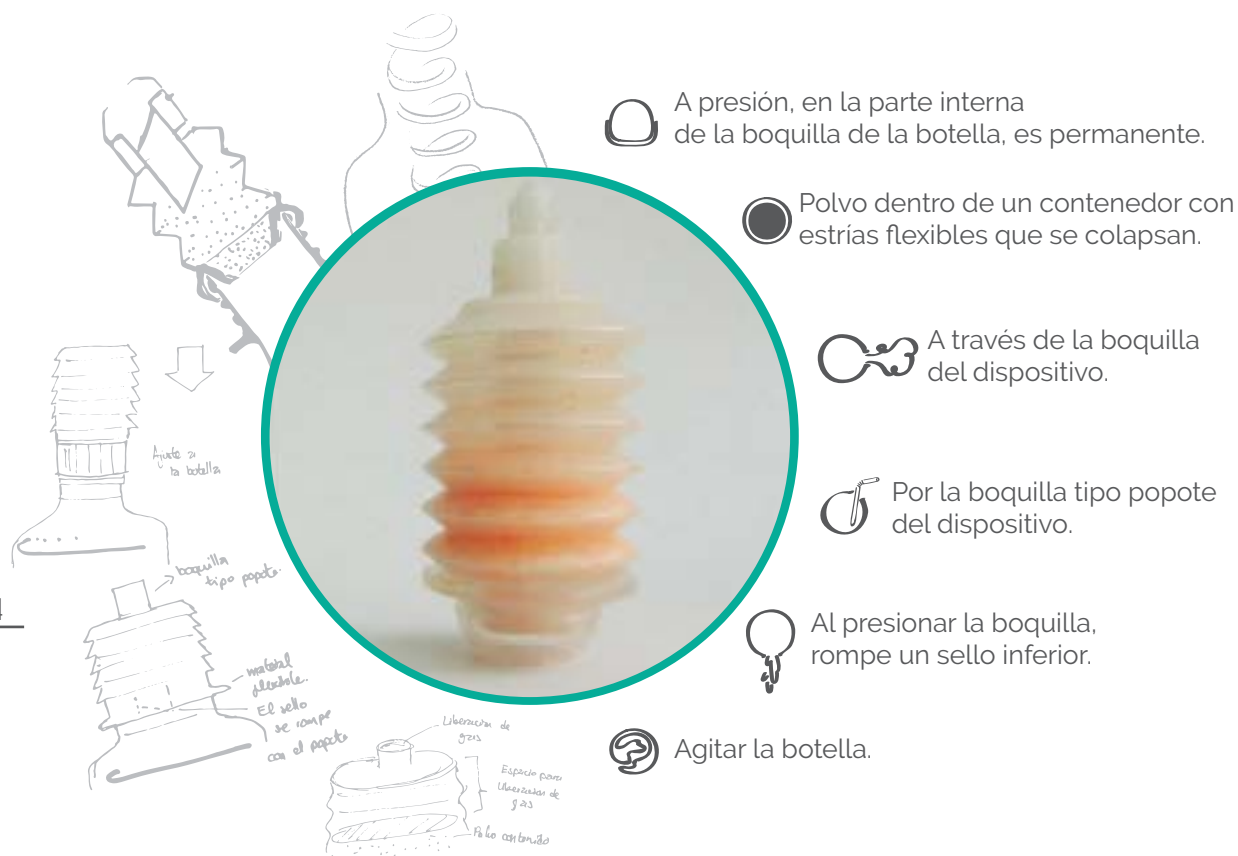 A presión, en la parte interna
de la boquilla de la botella, es permanente.
Polvo dentro de un contenedor con
estrías flexibles que se colapsan.
A través de la boquilla
del dispositivo.
Por la boquilla tipo popote
del dispositivo.
Al presionar la boquilla,
rompe un sello inferior.
Agitar la botella.
Ajuste a
la botella
boquilla
tipo popote.
material
flexible.
El sello
se rompe
con el popote
Liberación de
gas
Espacio para
liberación de
gas
Polvo contenido